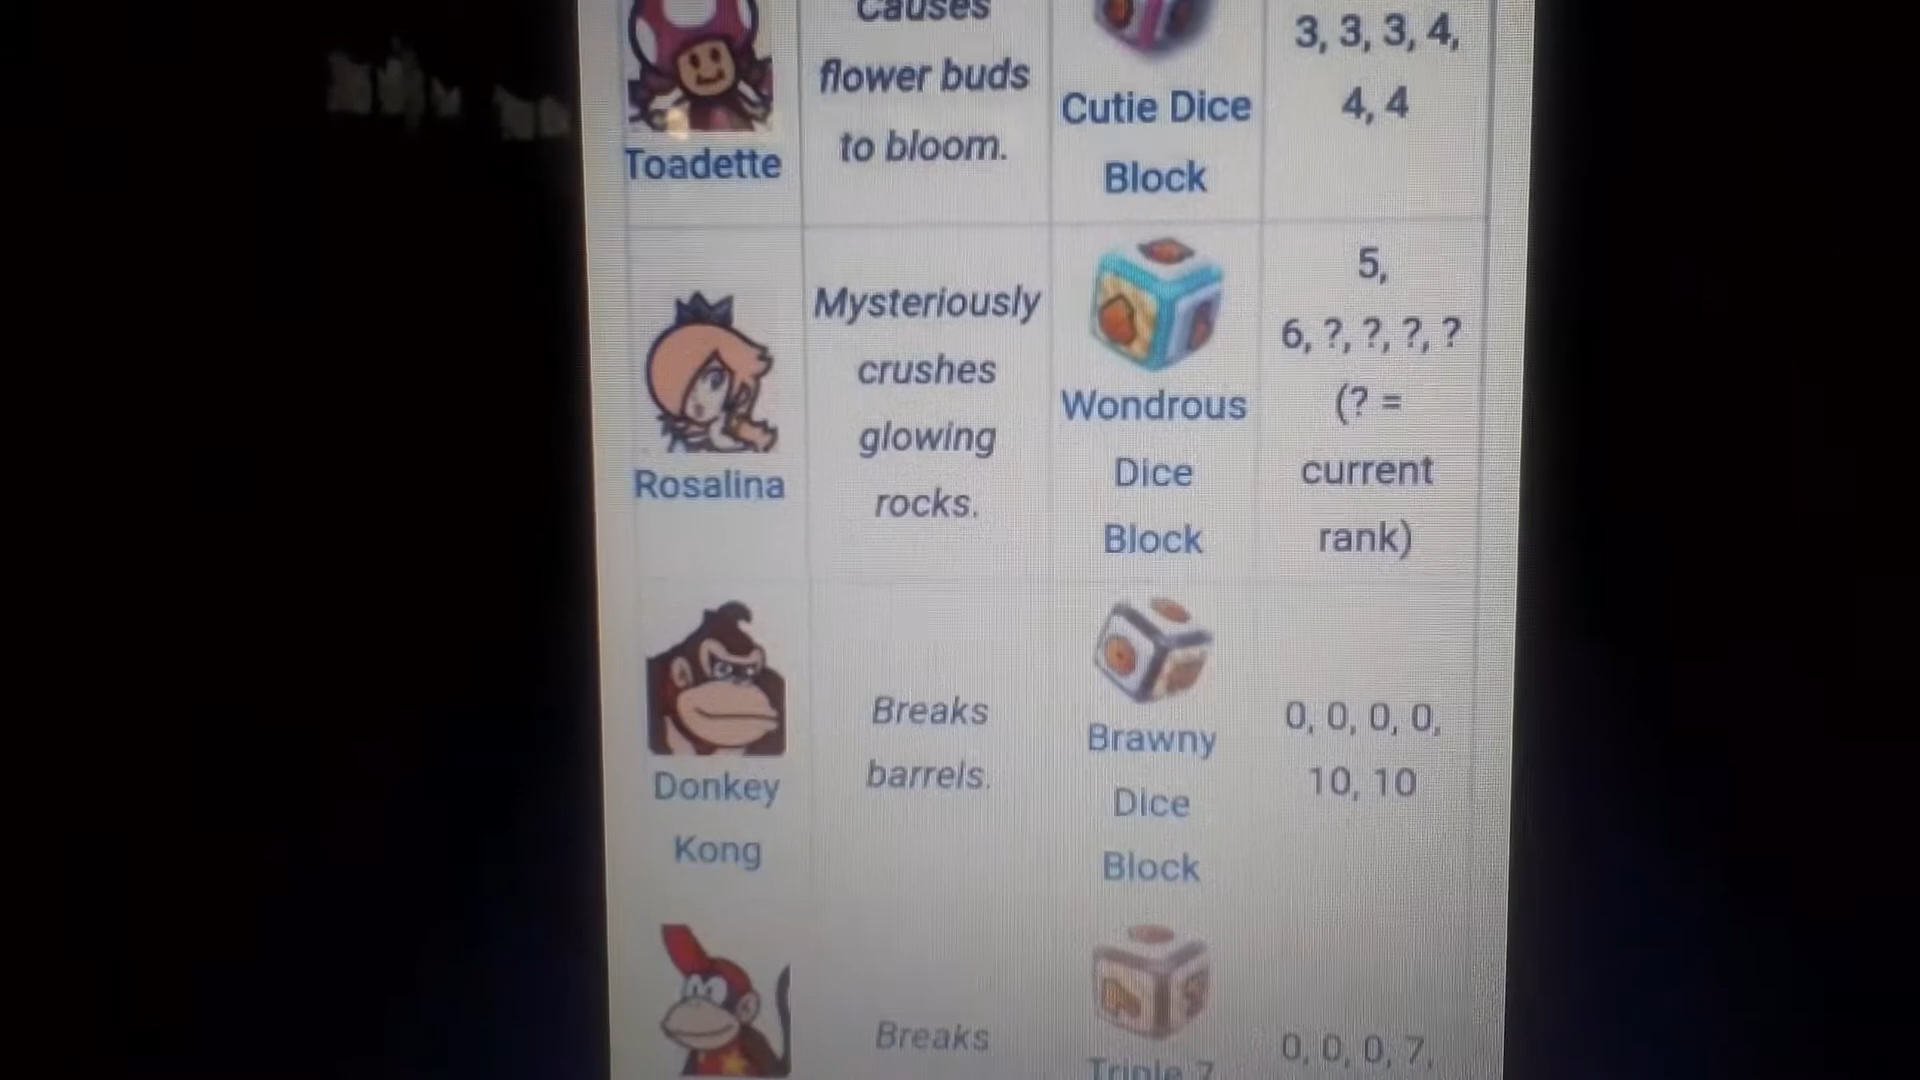 Causes
flower buds
to bloom.
Toadette
Cutie Dice
Block
3, 3, 3, 4,
4, 4
Rosalina
Mysteriously
crushes
glowing
rocks.
Wondrous
Dice
Block
5,
6, ?, ?, ?, ?
(? =
current
rank)
Donkey
Kong
Breaks
barrels.
Brawny
Dice
Block
0, 0, 0, 0,
10, 10
Breaks
Triple 7
0, 0, 0, 7,